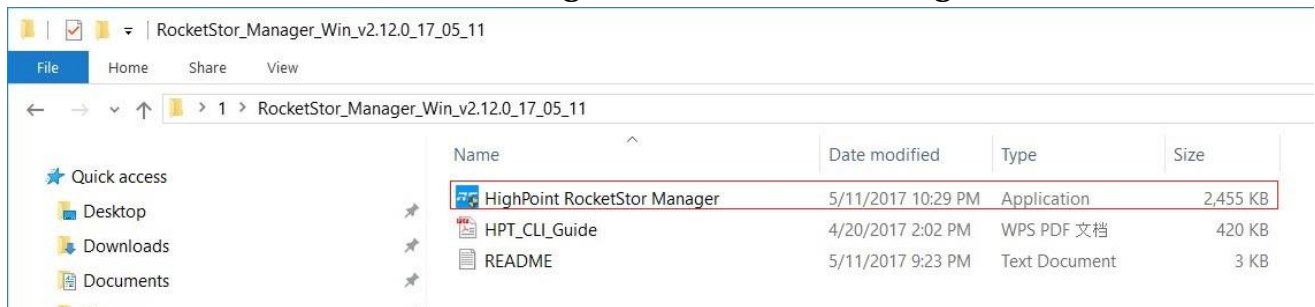 RocketStor_Manager_Win_v2.12.0_17_05_11
File Home Share View
1 > RocketStor_Manager_Win_v2.12.0_17_05_11
Name Date modified Type Size
Quick access
HighPoint RocketStor Manager 5/11/2017 10:29 PM Application 2,455 KB
Desktop
HPT_CLI_Guide 4/20/2017 2:02 PM WPS PDF 文档 420 KB
Downloads
README 5/11/2017 9:23 PM Text Document 3 KB
Documents